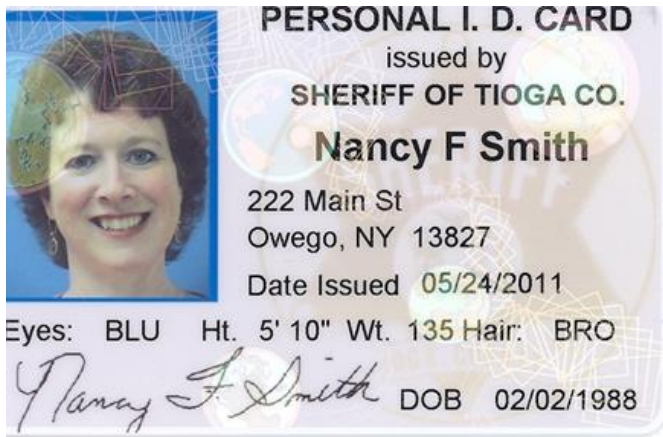 PERSONAL I. D. CARD
issued by
SHERIFF OF TIOGA CO.
Nancy F Smith
222 Main St
Owego, NY 13827
Date Issued 05/24/2011
Eyes: BLU Ht. 5' 10" Wt. 135 Hair: BRO
Nancy F. Smith DOB 02/02/1988